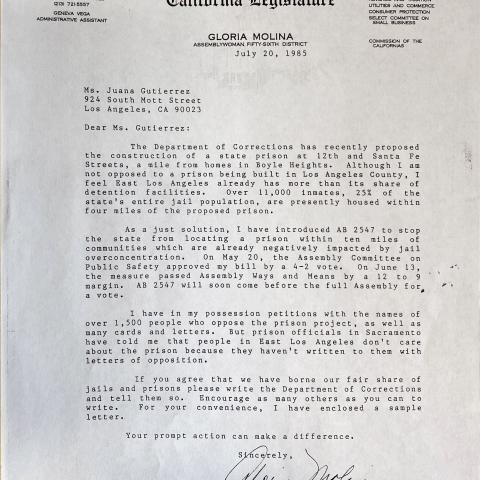 California Legislature
(213) 721-5557
GENEVA VEGA
ADMINISTRATIVE ASSISTANT
UTILITIES AND COMMERCE
CONSUMER PROTECTION
SELECT COMMITTEE ON
SMALL BUSINESS
COMMISSION OF
THE CALIFORNIAS
GLORIA MOLINA
ASSEMBLYWOMAN, FIFTY-SIXTH DISTRICT
July 20, 1985
Ms. Juana Gutierrez
924 South Mott Street
Los Angeles, CA 90023
Dear Ms. Gutierrez:
The Department of Corrections has recently proposed
the construction of a state prison at 12th and Santa Fe
Streets, a mile from homes in Boyle Heights. Although I am
not opposed to a prison being built in Los Angeles County, I
feel East Los Angeles already has more than its share of
detention facilities. Over 11,000 inmates, 25% of the
state's entire jail population, are presently housed within
four miles of the proposed prison.
As a just solution, I have introduced AB 2547 to stop
the state from locating a prison within ten miles of
communities which are already negatively impacted by jail
overconcentration. On May 20, the Assembly Committee on
Public Safety approved my bill by a 4-2 vote. On June 13,
the measure passed Assembly Ways and Means by a 12 to 9
margin. AB 2547 will soon come before the full Assembly for
a vote.
I have in my possession petitions with the names of
over 1,500 people who oppose the prison project, as well as
many cards and letters. But prison officials in Sacramento
have told me that people in East Los Angeles don't care
about the prison because they haven't written to them with
letters of opposition.
If you agree that we have borne our fair share of
jails and prisons please write the Department of Corrections
and tell them so. Encourage as many others as you can to
write. For your convenience, I have enclosed a sample
letter.
Your prompt action can make a difference.
Sincerely,